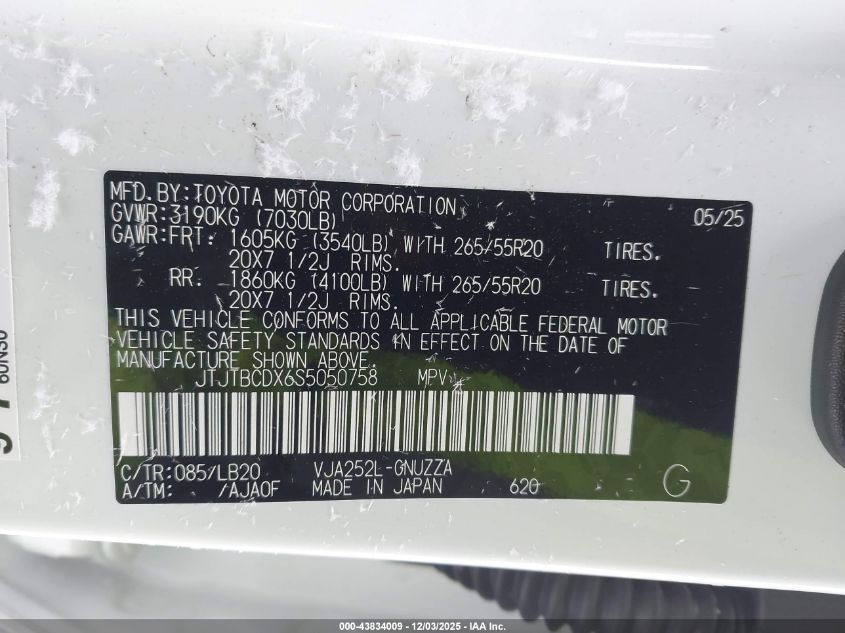 MFD.BY:TOYOTA MOTOR CORPORATION 05/25
GVWR:3190KG (7030LB)
GAWR:FRT: 1605KG (3540LB) WITH 265/55R20 TIRES.
20X7 1/2J RIMS.
RR: 1860KG (4100LB) WITH 265/55R20 TIRES.
20X7 1/2J RIMS.
THIS VEHICLE CONFORMS TO ALL APPLICABLE FEDERAL MOTOR
VEHICLE SAFETY STANDARDS IN EFFECT ON THE DATE OF
MANUFACTURE SHOWN ABOVE.
JTJTBCDX6S5050758 MPV
C/TR:085/LB20 VJA252L-GNUZZA
A/TM: /AJA0F MADE IN JAPAN 620 G
000-43834009 - 12/03/2025 - IAA Inc.